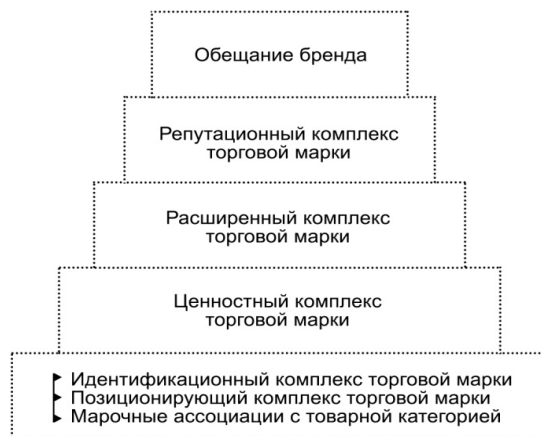 Обещание бренда
Репутационный комплекс
торговой марки
Расширенный комплекс
торговой марки
Ценностный комплекс
торговой марки
Идентификационный комплекс торговой марки
Позиционирующий комплекс торговой марки
Марочные ассоциации с товарной категорией